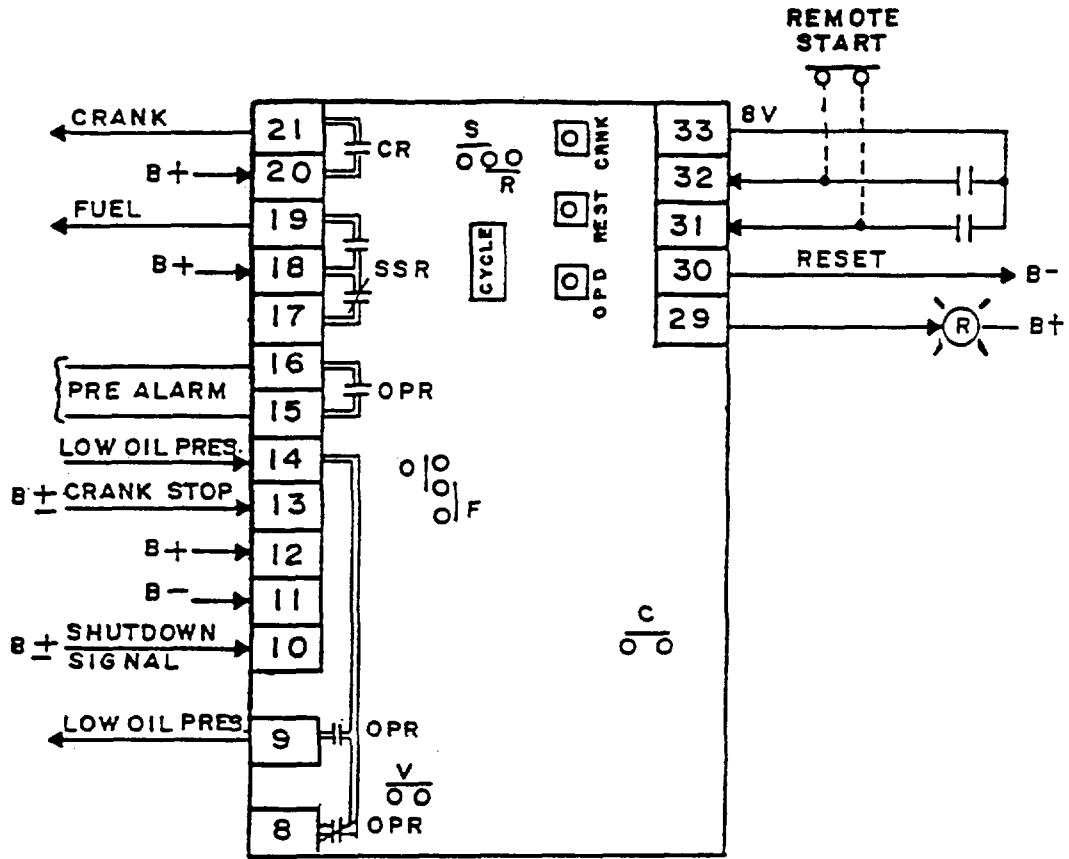 REMOTE
START
CRANK
21
CR
S
R
CRNK
33
8V
B+
20
32
FUEL
19
REST
31
B+
18
SSR
CYCLE
30
RESET
B-
17
OPD
29
R
B+
16
PRE ALARM
OPR
15
LOW OIL PRES.
14
O
B± CRANK STOP
13
F
B+
12
B-
11
B± SHUTDOWN
SIGNAL
10
C
LOW OIL PRES.
9
OPR
V
8
OPR